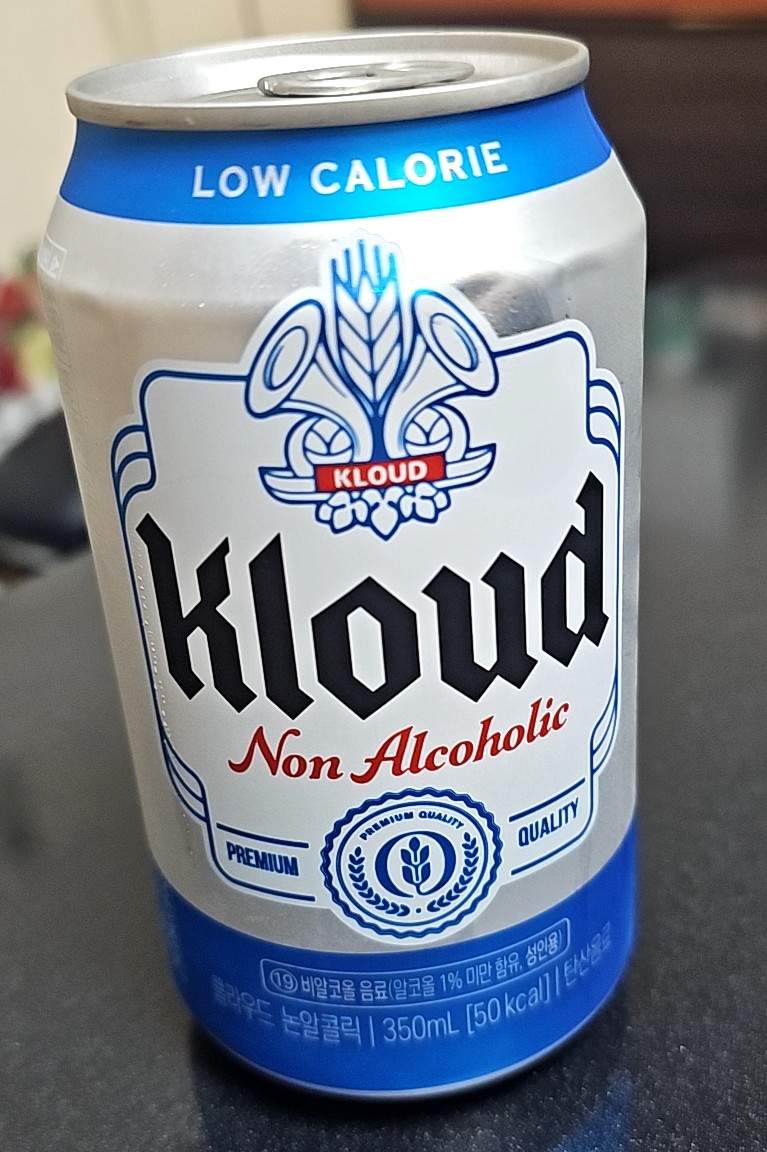 LOW CALORIE
KLOUD
Kloud
Non Alcoholic
PREMIUM QUALITY
PREMIUM
QUALITY
19 비알코올 음료(알코올 1% 미만 함유, 성인용)
클라우드 논알콜릭 | 350mL [50 kcal] | 탄산음료